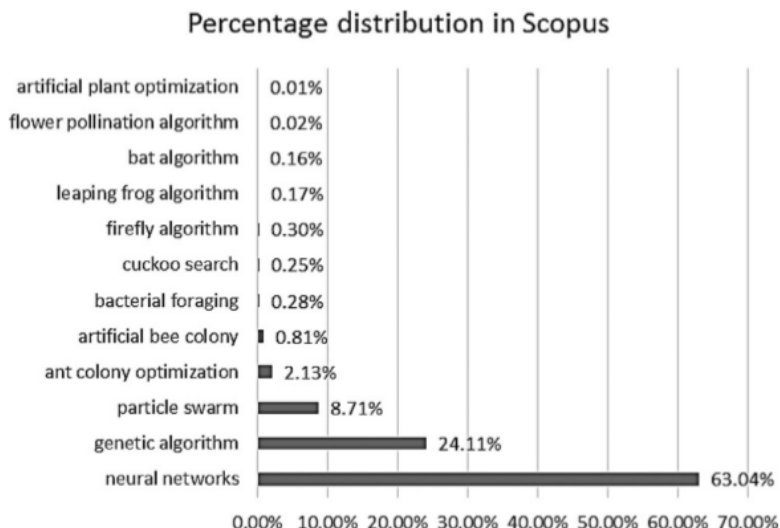 Percentage distribution in Scopus
artificial plant optimization 0.01%
flower pollination algorithm 0.02%
bat algorithm 0.16%
leaping frog algorithm 0.17%
firefly algorithm 0.30%
cuckoo search 0.25%
bacterial foraging 0.28%
artificial bee colony 0.81%
ant colony optimization 2.13%
particle swarm 8.71%
genetic algorithm 24.11%
neural networks 63.04%
0.00% 10.00% 20.00% 30.00% 40.00% 50.00% 60.00% 70.00%